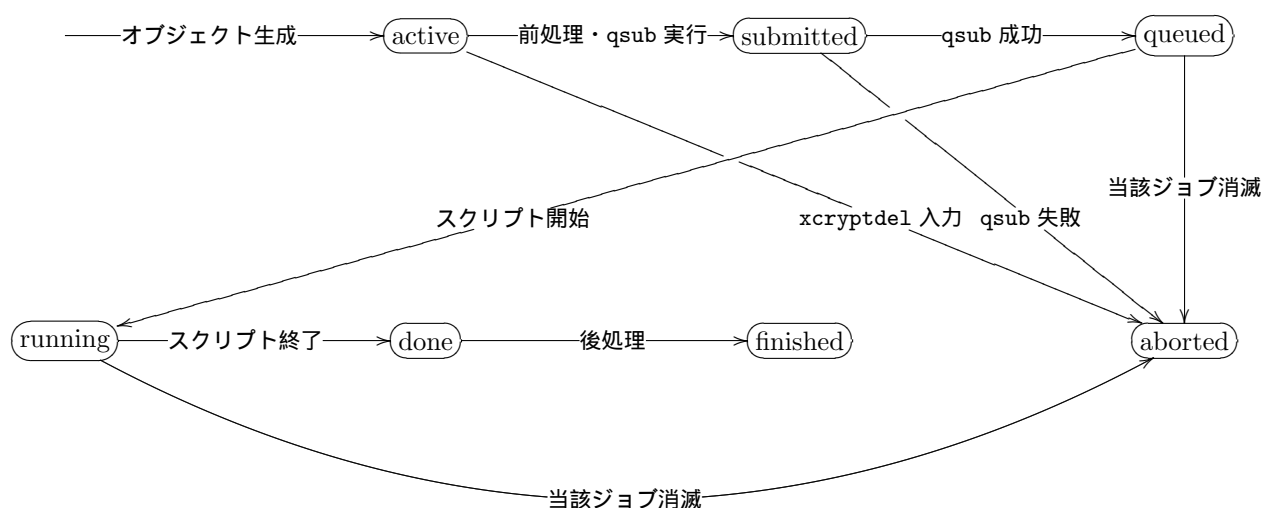 オブジェクト生成
active
前処理・qsub 実行
submitted
qsub 成功
queued
当該ジョブ消滅
スクリプト開始
xcryptdel 入力
qsub 失敗
running
スクリプト終了
done
後処理
finished
aborted
当該ジョブ消滅